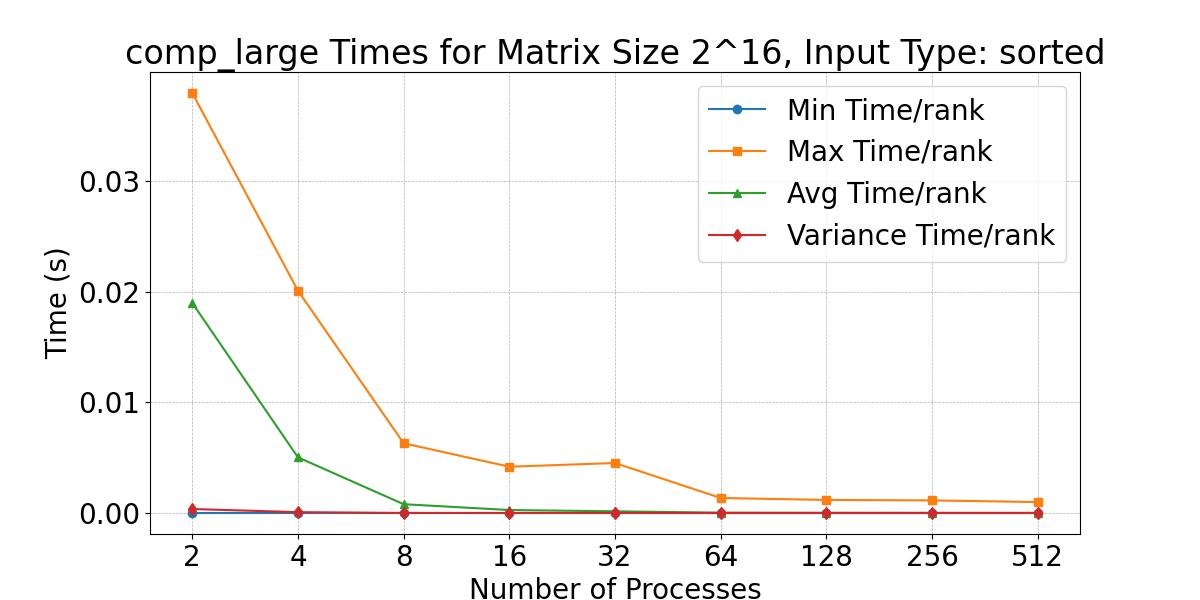 comp_large Times for Matrix Size 2^16, Input Type: sorted
Min Time/rank
Max Time/rank
Avg Time/rank
Variance Time/rank
Time (s)
0.03
0.02
0.01
0.00
2 4 8 16 32 64 128 256 512
Number of Processes